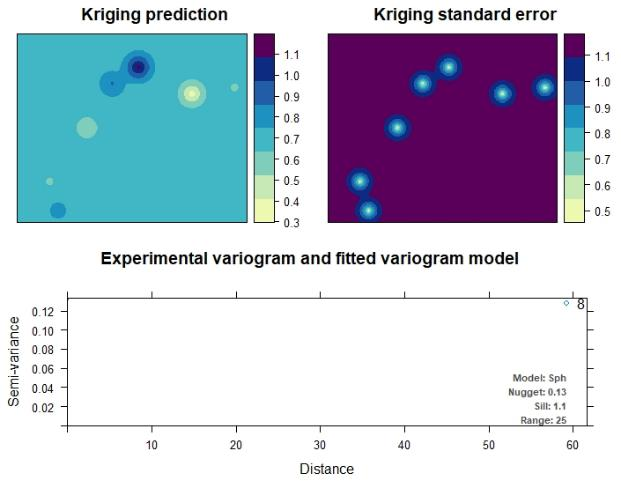 Kriging prediction
1.1
1.0
0.9
0.8
0.7
0.6
0.5
0.4
0.3
Kriging standard error
1.1
1.0
0.9
0.8
0.7
0.6
0.5
Experimental variogram and fitted variogram model
Semi-variance
0.12
0.10
0.08
0.06
0.04
0.02
8
Model: Sph
Nugget: 0.13
Sill: 1.1
Range: 25
10 20 30 40 50 60
Distance